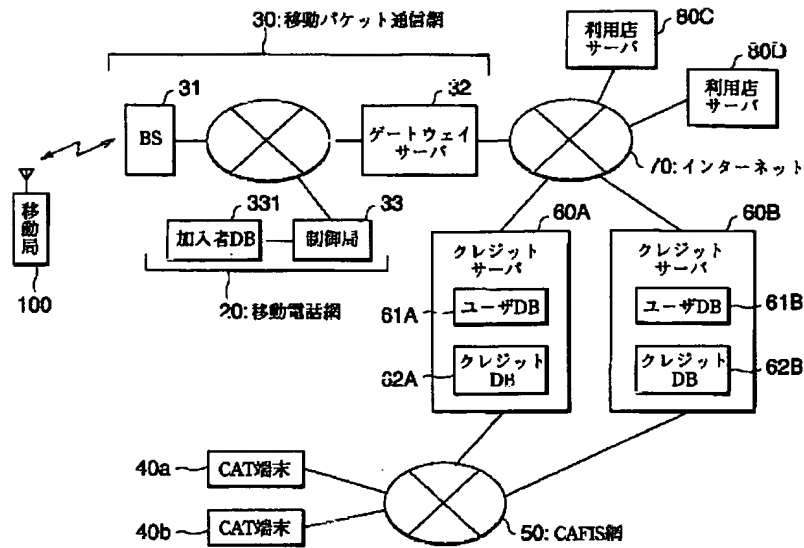 30:移動パケット通信網
80C
利用店
サーバ
80D
利用店
サーバ
31
BS
32
ゲートウェイ
サーバ
70:インターネット
移動局
100
331
加入者DB
33
制御局
20:移動電話網
60A
クレジット
サーバ
ユーザDB
61A
クレジット
DB
62A
60B
クレジット
サーバ
ユーザDB
61B
クレジット
DB
62B
40a
CAT端末
40b
CAT端末
50:CAFIS網